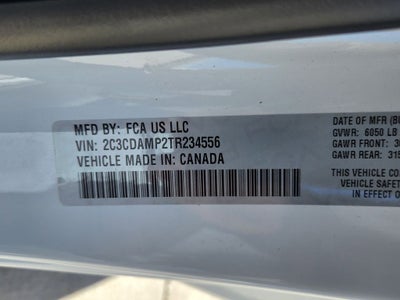 MFD BY: FCA US LLC
VIN: 2C3CDAMP2TR234556
VEHICLE MADE IN: CANADA
DATE OF MFR
GVWR: 6050 LB
GAWR FRONT:
GAWR REAR:
THIS VEHICLE
VEHICLE SAFET
IN EFFECT O